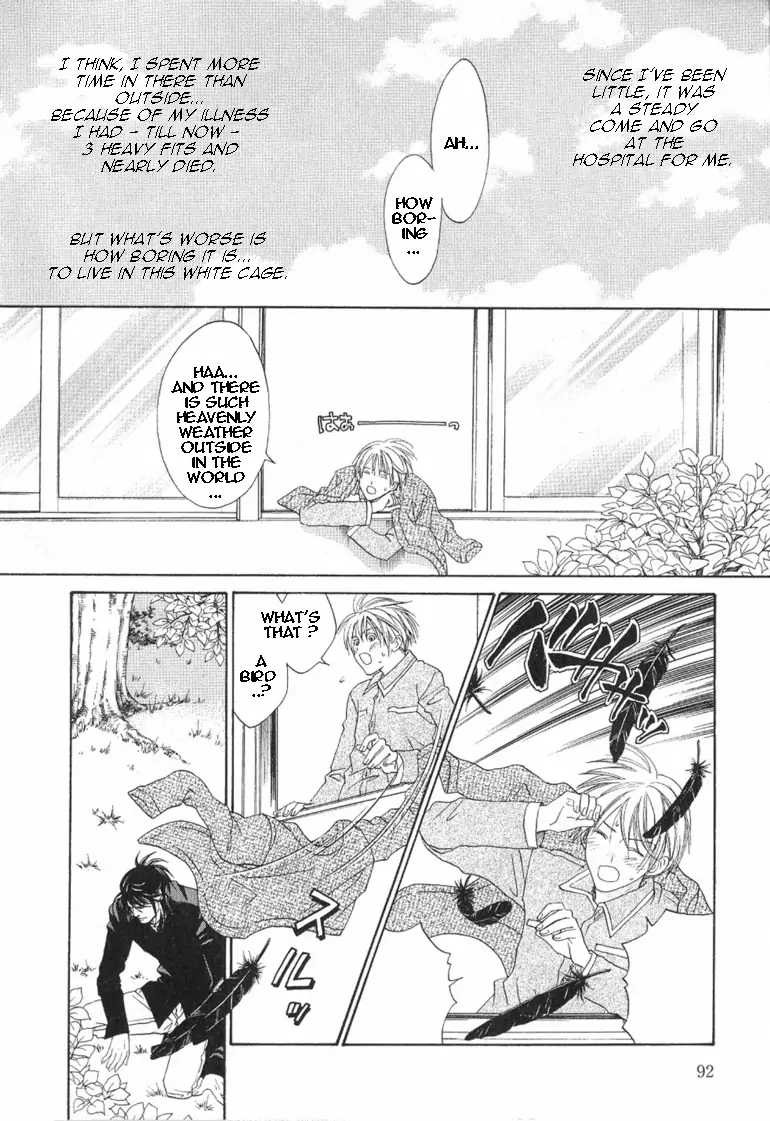 SINCE I'VE BEEN
LITTLE, IT WAS
A STEADY
COME AND GO
AT THE
HOSPITAL FOR ME.
AH...
HOW
BOR-
ING
...
I THINK, I SPENT MORE
TIME IN THERE THAN
OUTSIDE...
BECAUSE OF MY ILLNESS
I HAD - TILL NOW -
3 HEAVY FITS AND
NEARLY DIED.
BUT WHAT'S WORSE IS
HOW BORING IT IS...
TO LIVE IN THIS WHITE CAGE.
はぁーーっ
HAA...
AND THERE
IS SUCH
HEAVENLY
WEATHER
OUTSIDE
IN THE
WORLD
...
バササッ
WHAT'S
THAT ?
A
BIRD
..?
ズルッ
92